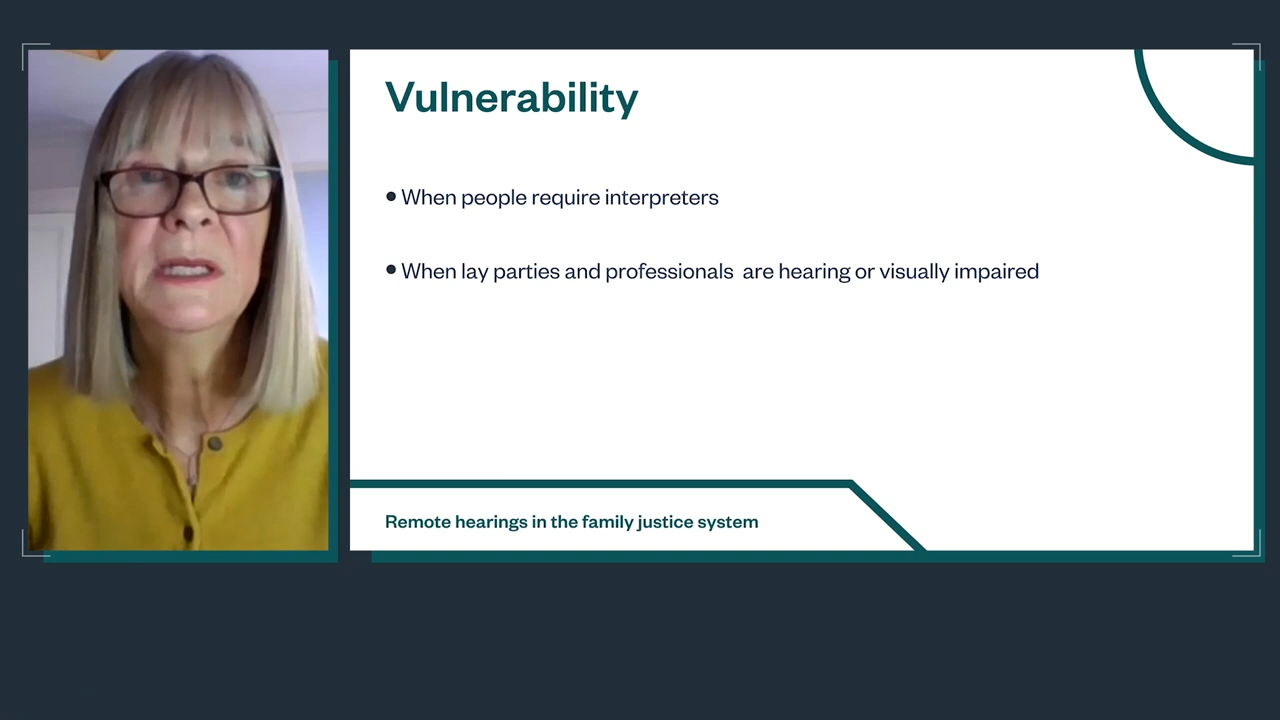 Vulnerability
• When people require interpreters
• When lay parties and professionals  are hearing or visually impaired
Remote hearings in the family justice system